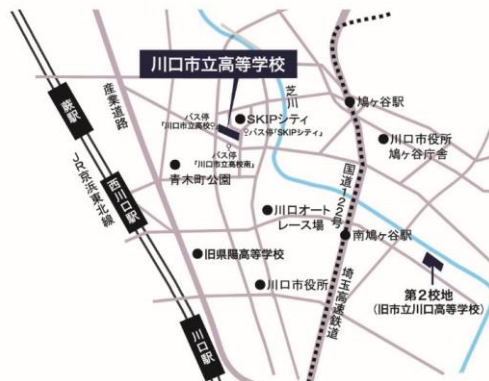 川口市立高等学校
蕨駅
産業道路
バス停
「川口市立高校」
SKIPシティ
バス停「SKIPシティ」
芝川
鳩ヶ谷駅
バス停
「川口市立高校南」
川口市役所
鳩ヶ谷庁舎
青木町公園
JR京浜東北線
西川口駅
国道122号
川口オート
レース場
南鳩ヶ谷駅
旧県陽高等学校
川口市役所
埼玉高速鉄道
第2校地
(旧市立川口高等学校)
川口駅